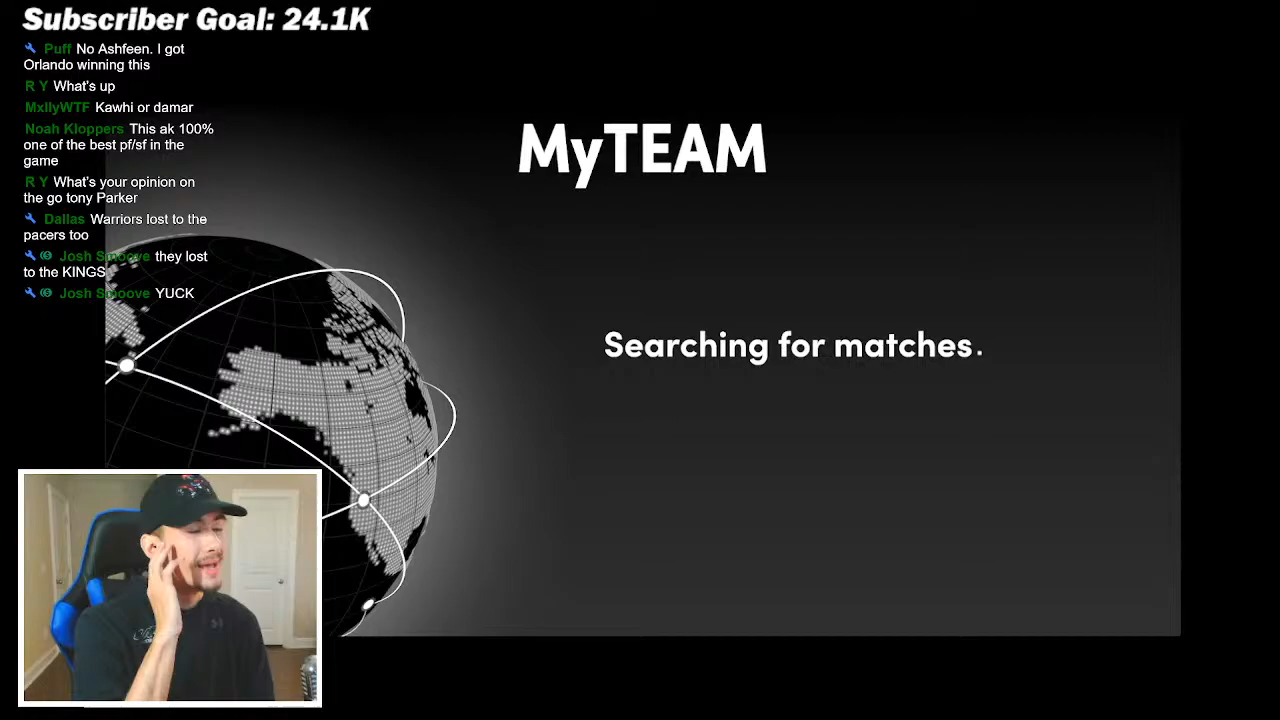 Subscriber Goal: 24.1K
Puff No Ashfeen. I got
Orlando winning this
R Y What's up
MxllyWTF Kawhi or damar
Noah Kloppers This ak 100%
one of the best pf/sf in the
game
R Y What's your opinion on
the go tony Parker
Dallas Warriors lost to the
pacers too
Josh Smoove they lost
to the KINGS
Josh Smoove YUCK
MyTEAM
Searching for matches.